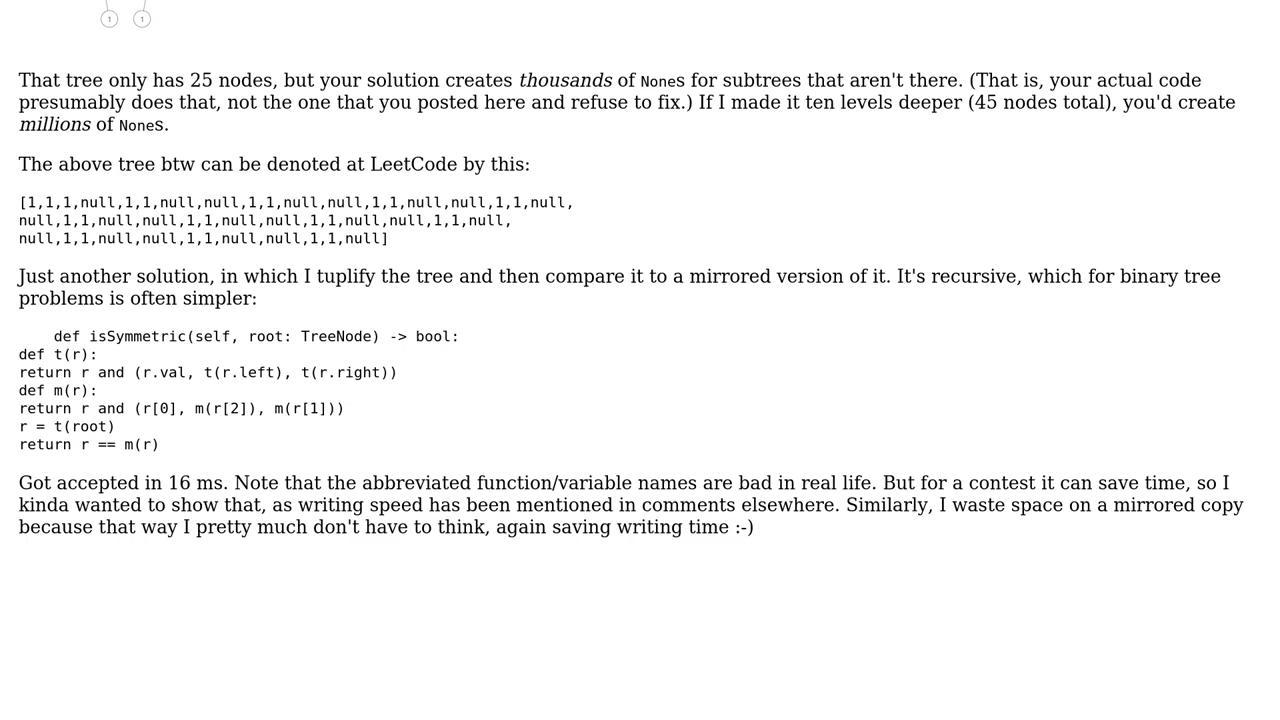 1 1
That tree only has 25 nodes, but your solution creates thousands of Nones for subtrees that aren't there. (That is, your actual code
presumably does that, not the one that you posted here and refuse to fix.) If I made it ten levels deeper (45 nodes total), you'd create
millions of Nones.
The above tree btw can be denoted at LeetCode by this:
[1,1,1,null,1,1,null,null,1,1,null,null,1,1,null,null,1,1,null,
null,1,1,null,null,1,1,null,null,1,1,null,null,1,1,null,
null,1,1,null,null,1,1,null,null,1,1,null]
Just another solution, in which I tuplify the tree and then compare it to a mirrored version of it. It's recursive, which for binary tree
problems is often simpler:
def isSymmetric(self, root: TreeNode) -> bool:
def t(r):
return r and (r.val, t(r.left), t(r.right))
def m(r):
return r and (r[0], m(r[2]), m(r[1]))
r = t(root)
return r == m(r)
Got accepted in 16 ms. Note that the abbreviated function/variable names are bad in real life. But for a contest it can save time, so I
kinda wanted to show that, as writing speed has been mentioned in comments elsewhere. Similarly, I waste space on a mirrored copy
because that way I pretty much don't have to think, again saving writing time :-)